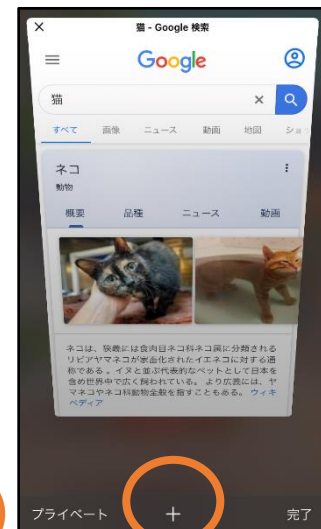 猫 - Google 検索
Google
猫
すべて 画像 ニュース 動画 地図 ショ
ネコ
動物
概要 品種 ニュース 動画
ネコは、狭義には食肉目ネコ科ネコ属に分類される
リビアヤマネコが家畜化されたイエネコに対する通
称である。イヌと並ぶ代表的なペットとして日本を
含め世界中で広く飼われている。 より広義には、ヤ
マネコやネコ科動物全般を指すこともある。 ウィキ
ペディア
プライベート + 完了